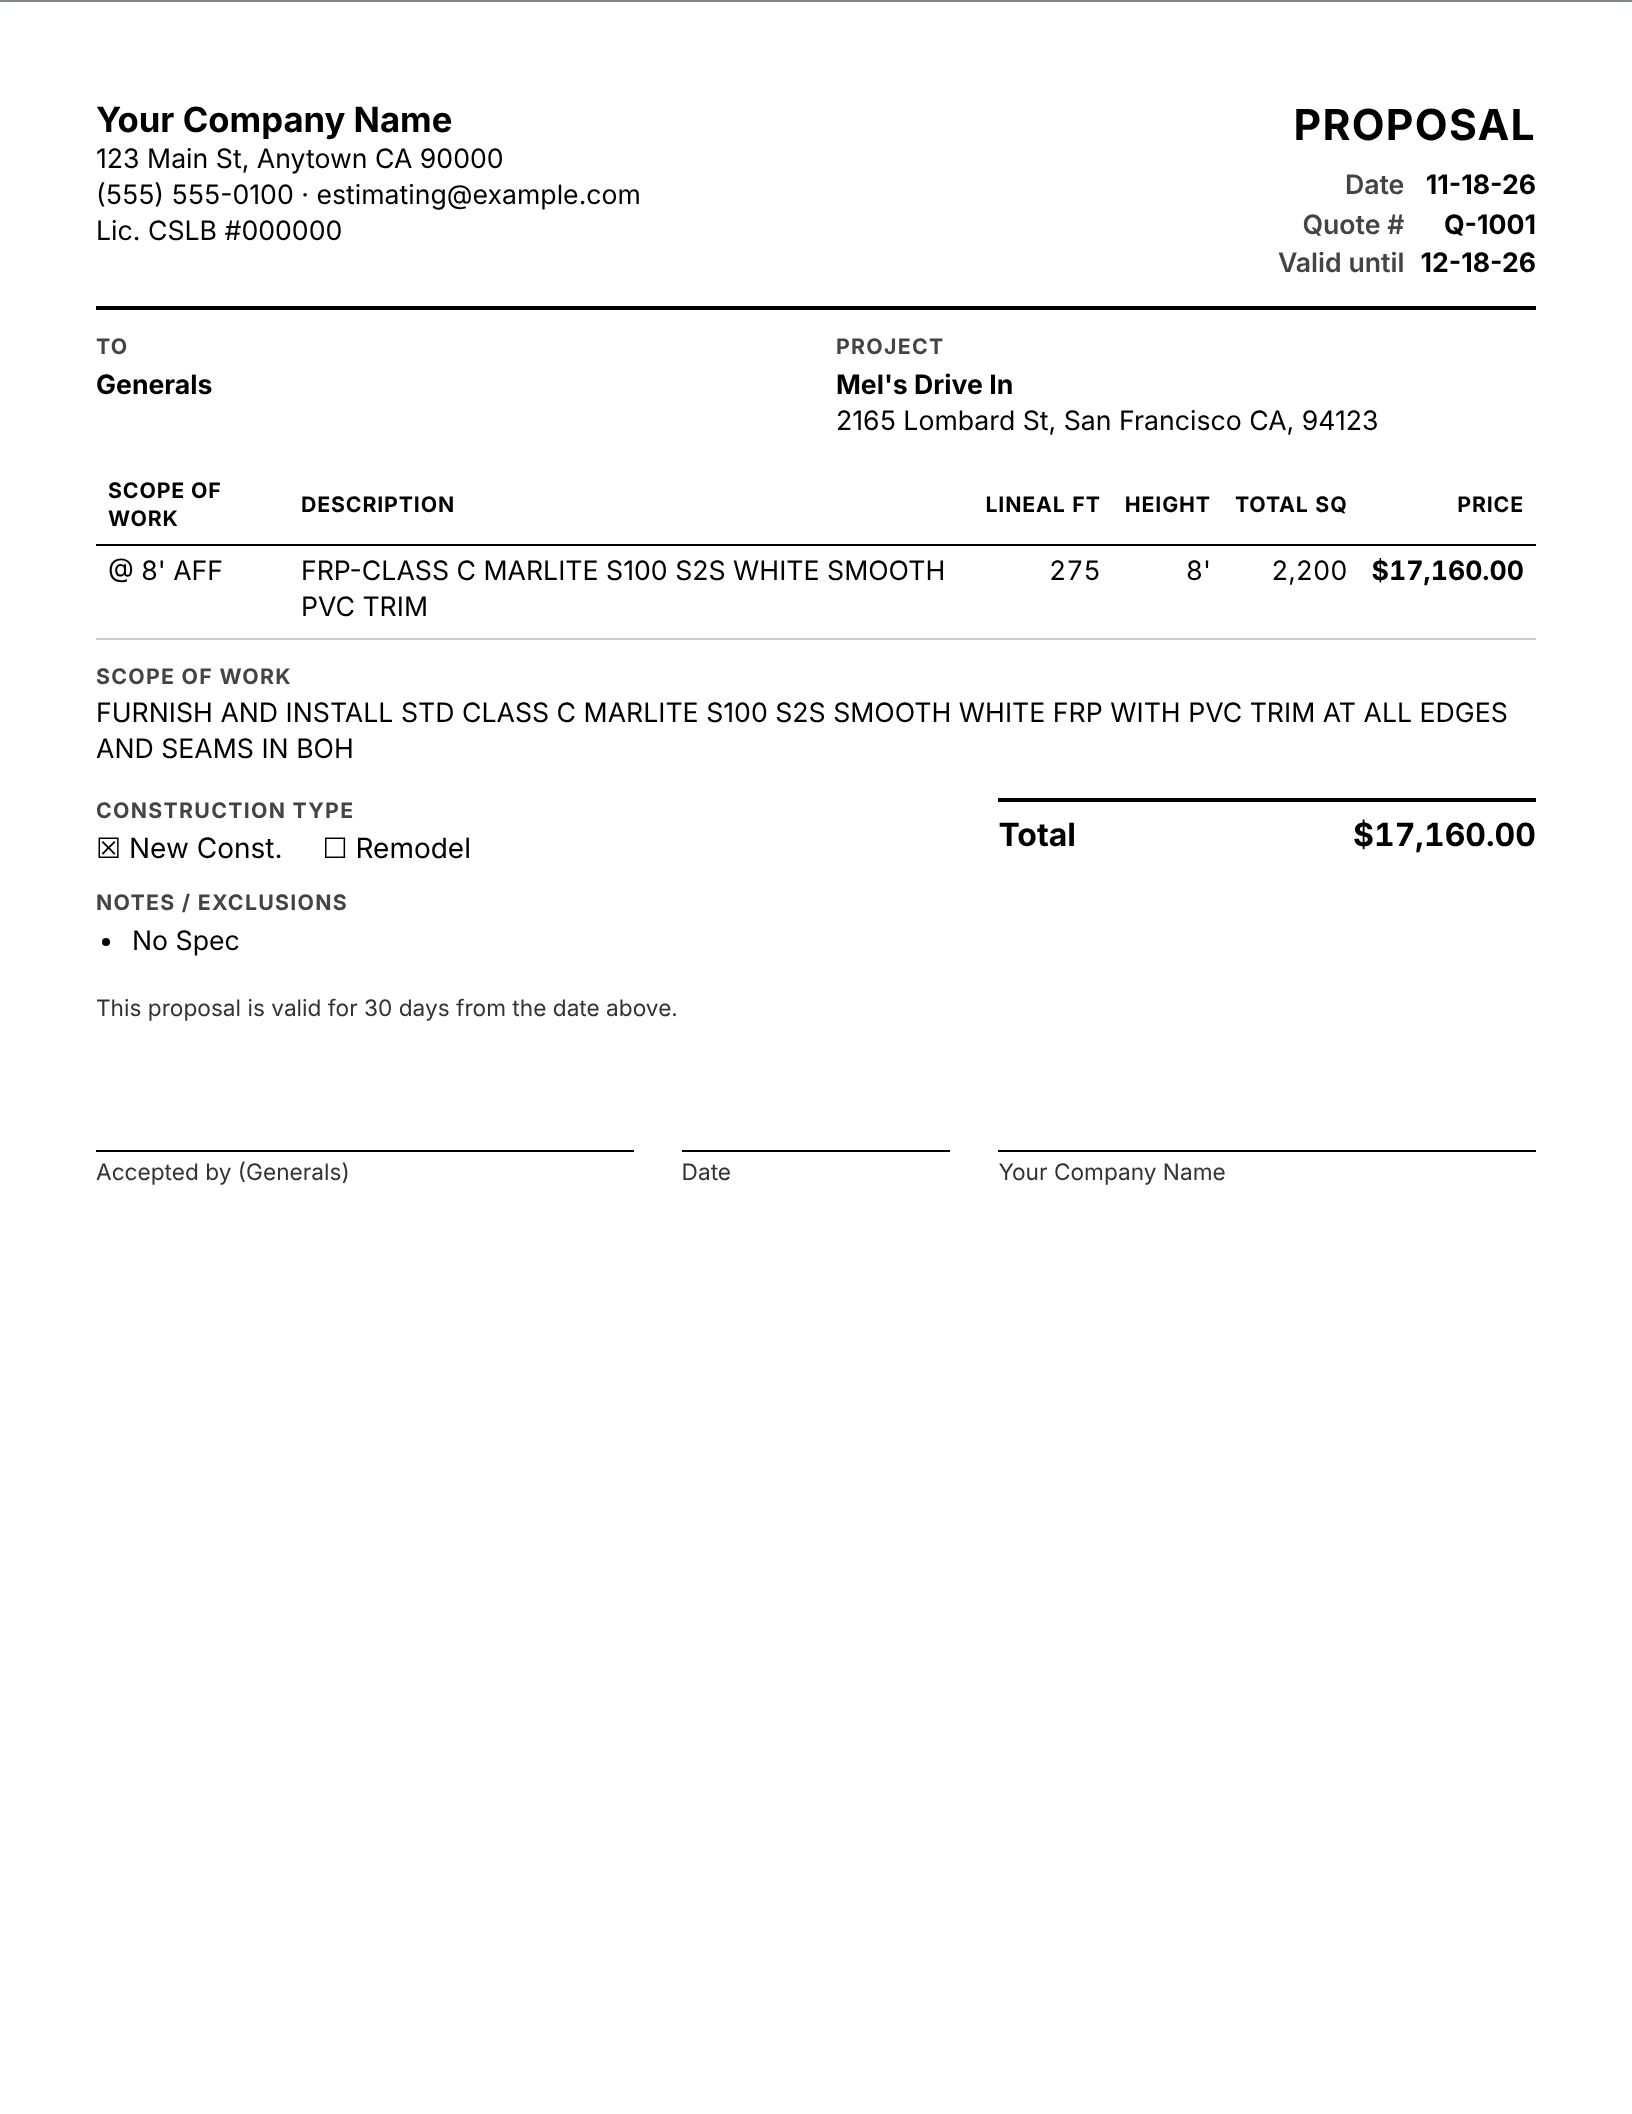 Your Company Name
123 Main St, Anytown CA 90000
(555) 555-0100 · estimating@example.com
Lic. CSLB #000000
PROPOSAL
Date 11-18-26
Quote # Q-1001
Valid until 12-18-26
TO
Generals
PROJECT
Mel's Drive In
2165 Lombard St, San Francisco CA, 94123
SCOPE OF
WORK
DESCRIPTION LINEAL FT HEIGHT TOTAL SQ PRICE
@ 8' AFF FRP-CLASS C MARLITE S100 S2S WHITE SMOOTH 275 8' 2,200 $17,160.00
PVC TRIM
SCOPE OF WORK
FURNISH AND INSTALL STD CLASS C MARLITE S100 S2S SMOOTH WHITE FRP WITH PVC TRIM AT ALL EDGES
AND SEAMS IN BOH
CONSTRUCTION TYPE
☒ New Const. ☐ Remodel
Total $17,160.00
NOTES / EXCLUSIONS
• No Spec
This proposal is valid for 30 days from the date above.
Accepted by (Generals) Date Your Company Name